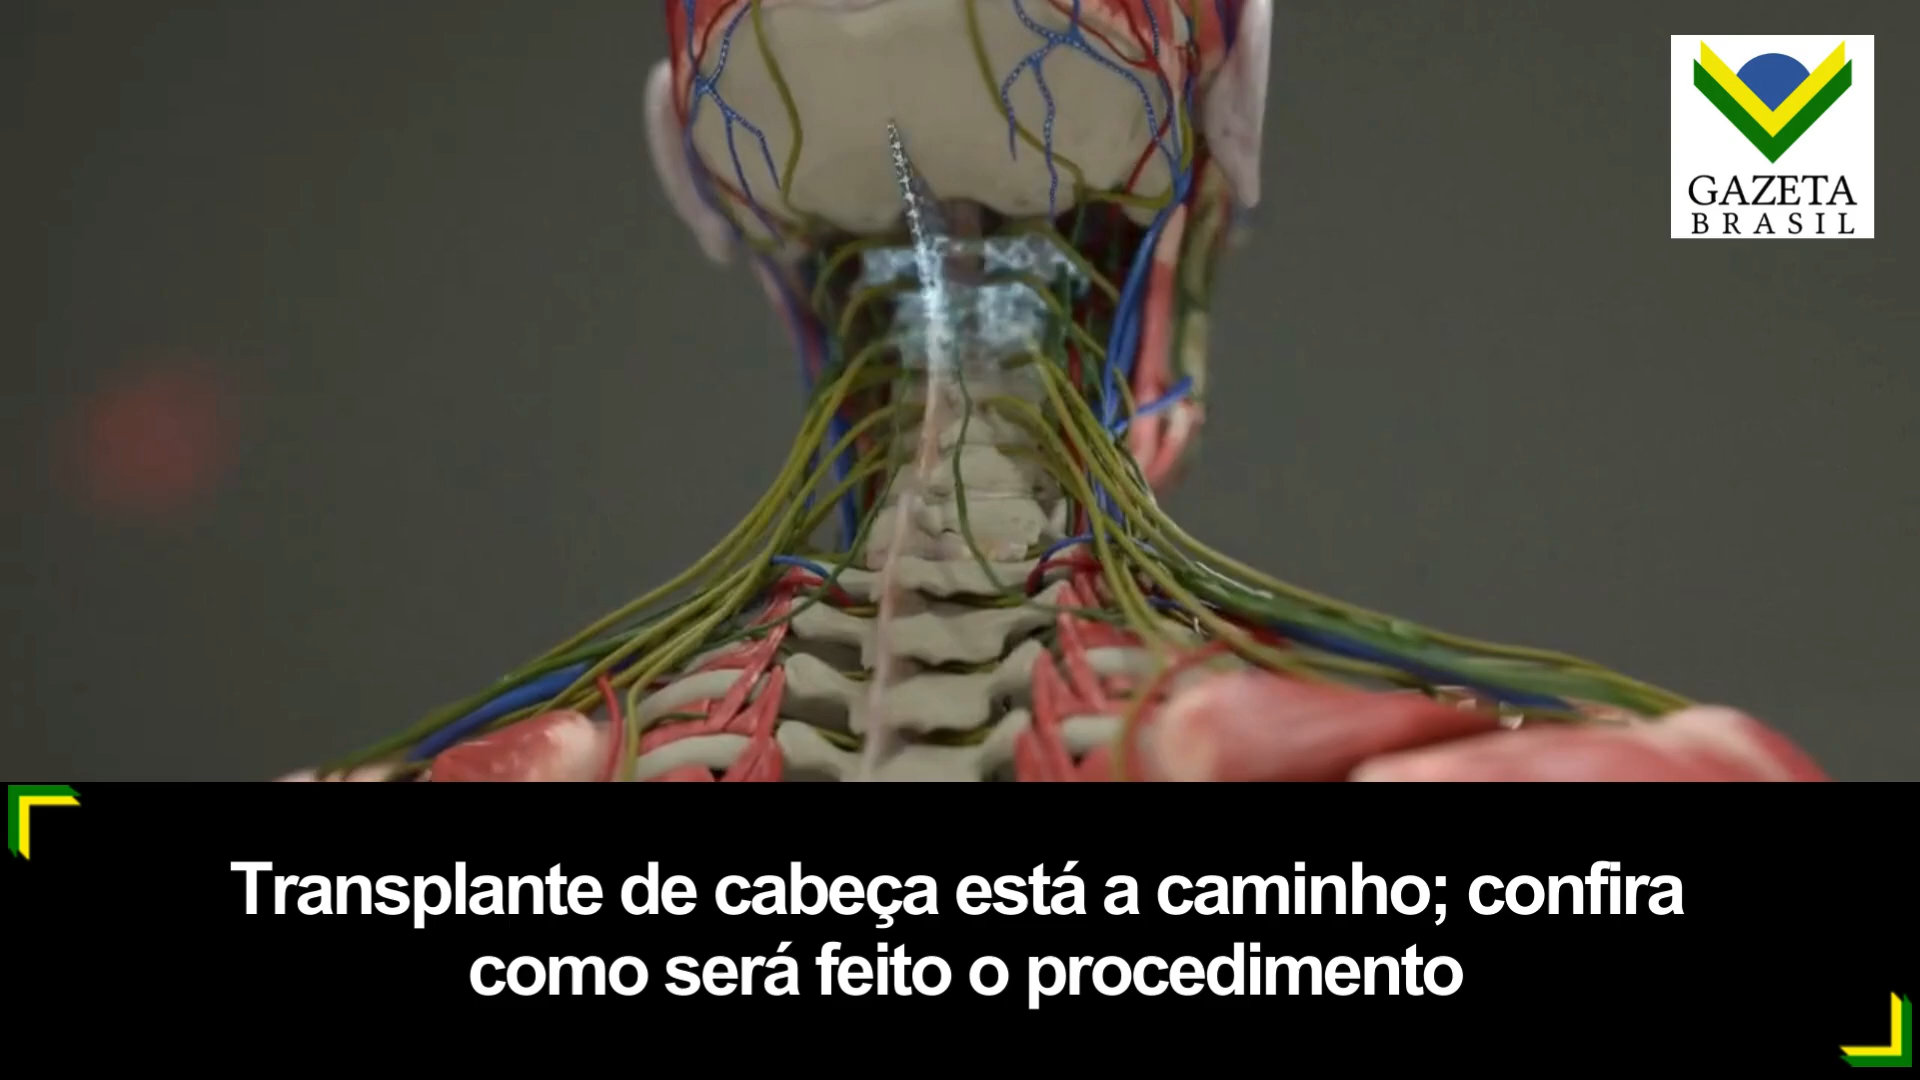 GAZETA
BRASIL
Transplante de cabeça está a caminho; confira
como será feito o procedimento